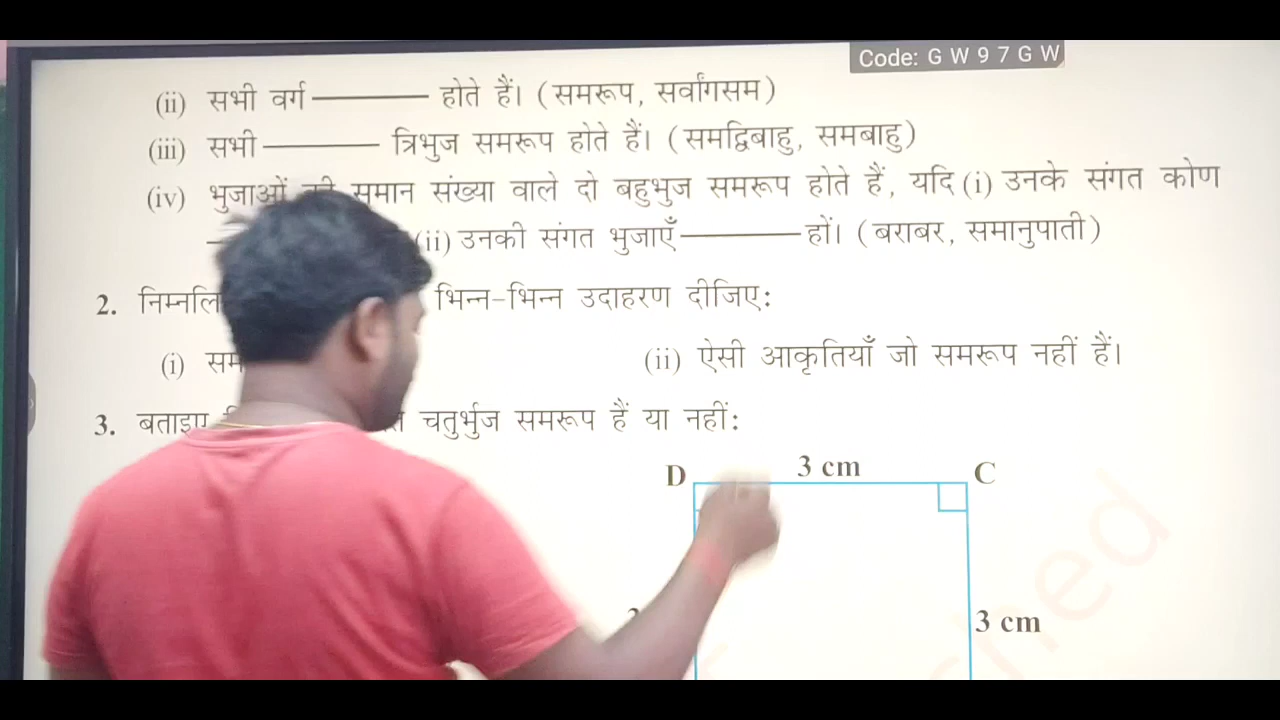 Code: G W 9 7 G W
(ii) सभी वर्ग ——— होते हैं। (समरूप, सर्वांगसम)
(iii) सभी ——— त्रिभुज समरूप होते हैं। (समद्विबाहु, समबाहु)
(iv) भुजाओं की समान संख्या वाले दो बहुभुज समरूप होते हैं, यदि (i) उनके संगत कोण
(ii) उनकी संगत भुजाएँ ——— हों। (बराबर, समानुपाती)
2. भिन्न-भिन्न उदाहरण दीजिए:
(i) (ii) ऐसी आकृतियाँ जो समरूप नहीं हैं।
3. बताइए चतुर्भुज समरूप हैं या नहीं:
D 3 cm C
3 cm